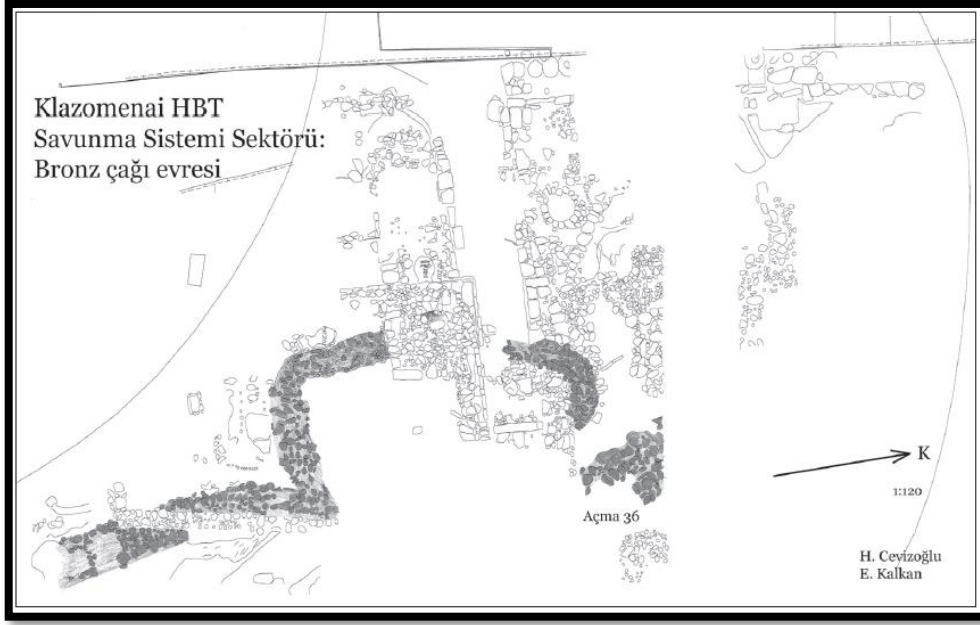 Klazomenai HBT
Savunma Sistemi Sektörü:
Bronz çağı evresi
K
1:120
Açma 36
H. Cevizoğlu
E. Kalkan